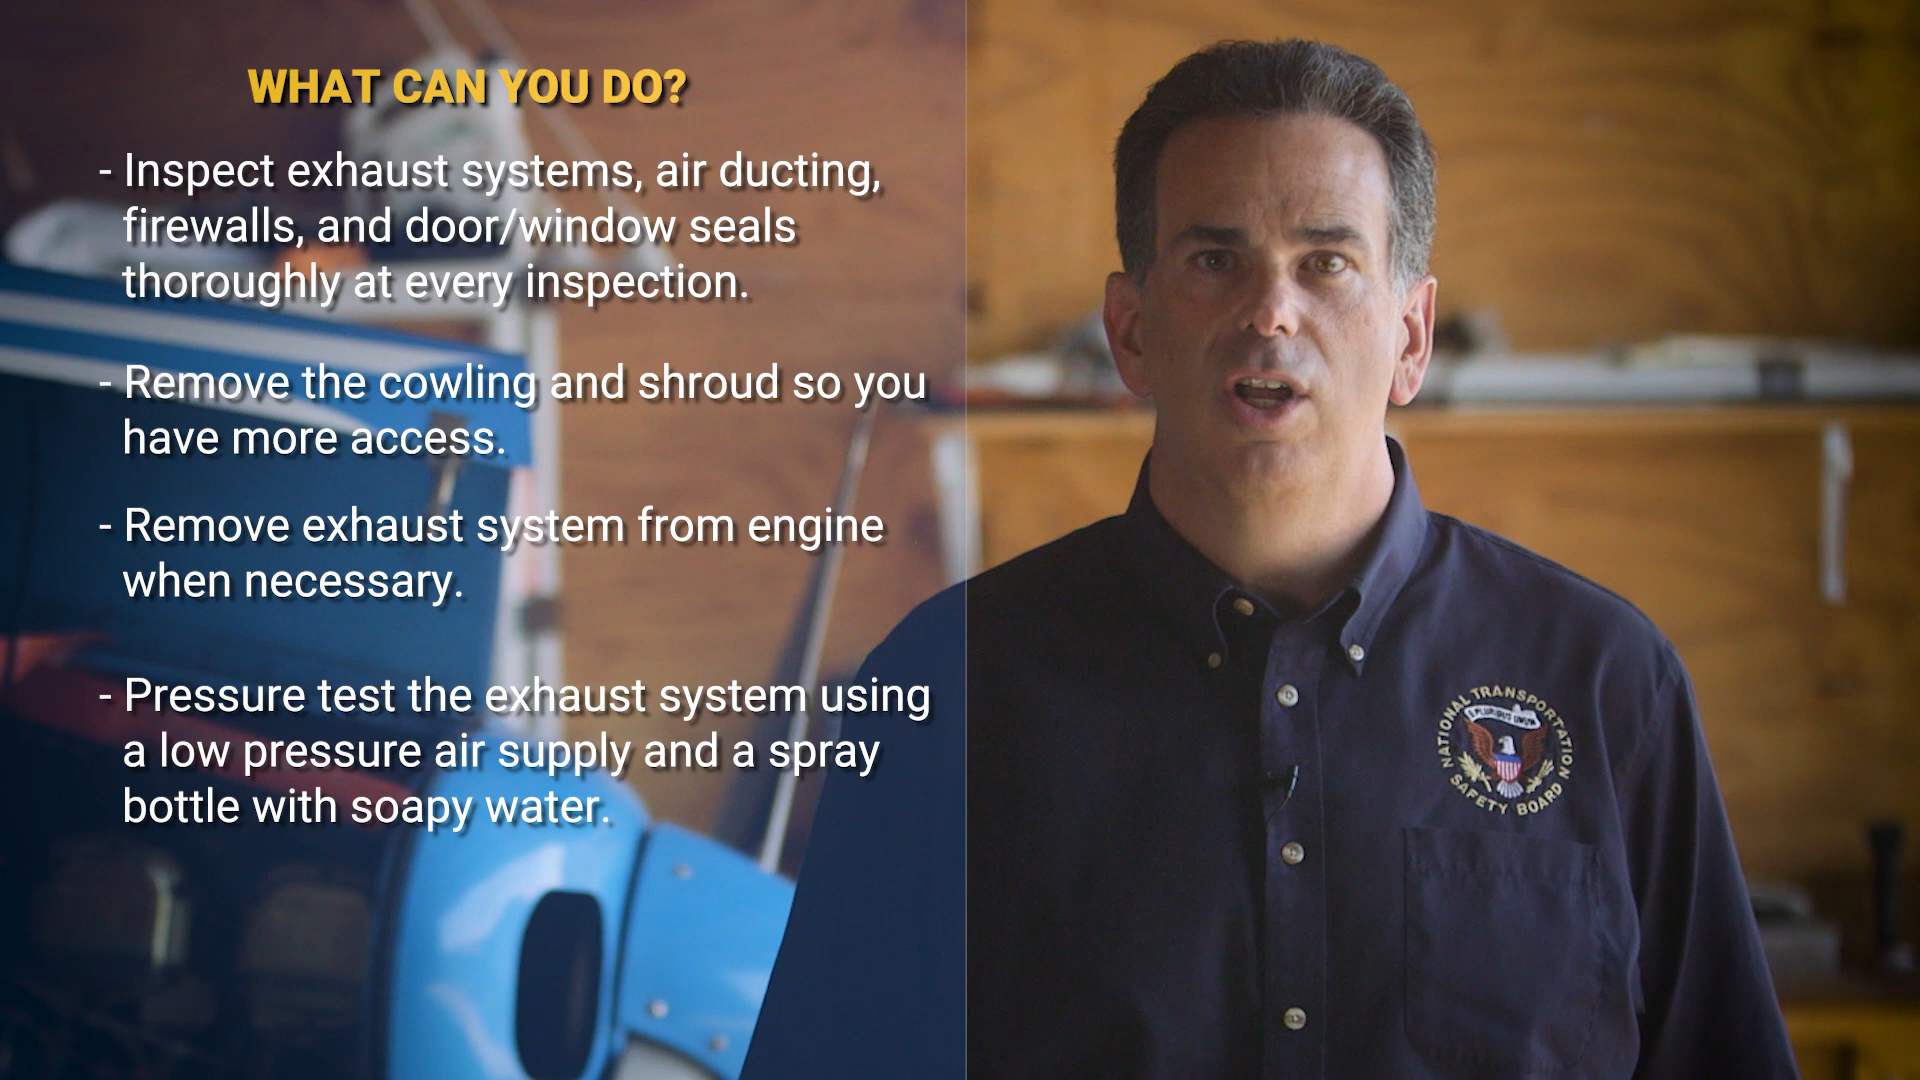 WHAT CAN YOU DO?
- Inspect exhaust systems, air ducting,
firewalls, and door/window seals
thoroughly at every inspection.
- Remove the cowling and shroud so you
have more access.
- Remove exhaust system from engine
when necessary.
- Pressure test the exhaust system using
a low pressure air supply and a spray
bottle with soapy water.
NATIONAL TRANSPORTATION
SAFETY BOARD
E PLURIBUS UNUM